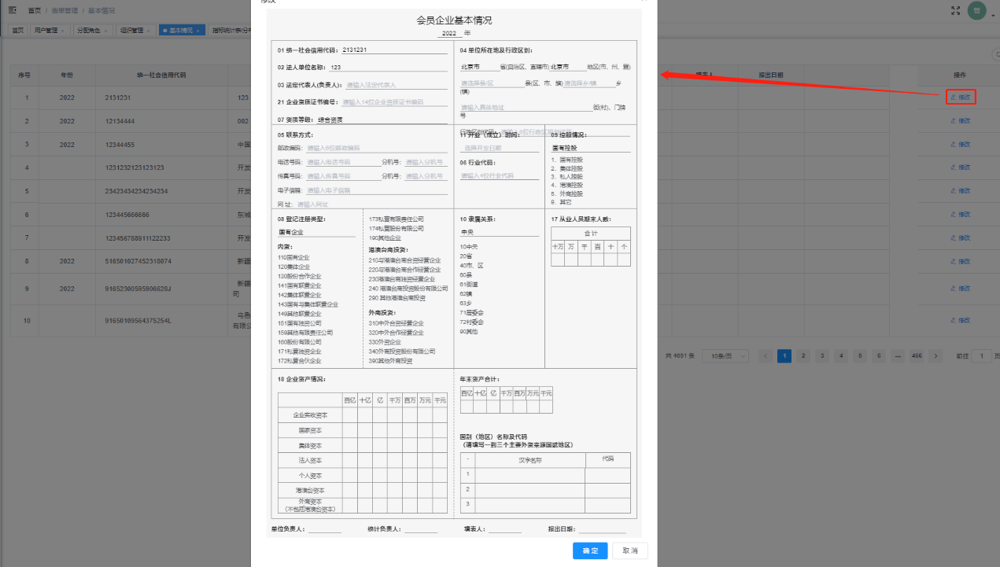 首页 / 表单管理 / 基本情况
首页 用户管理 × 分配角色 × 组织管理 × 基本情况 × 指标统计表/分布
修改
会员企业基本情况
2022 年
01 统一社会信用代码: 2131231
02 法人单位名称: 123
03 法定代表人(负责人): 请输入法定代表人
21 企业资质证书编号: 请输入14位企业资质证书编码
07 资质等级: 综合资质
04 单位所在地及行政区划:
北京市 省(自治区、直辖市) 北京市 地区(市、州、盟)
请选择县/区 县(区、市、旗) 请选择乡/镇 乡
(镇)
请输入具体地址 街(村)、门牌
号
05 联系方式:
邮政编码: 请输入6位邮政编码
电话号码: 请输入电话号码 分机号: 请输入分机号
传真号码: 请输入传真号码 分机号: 请输入分机号
电子信箱: 请输入电子信箱
网 址: 请输入网址
11 开业(成立)时间:
选择开业日期
06 行业代码:
请输入4位行业代码
09 控股情况:
国有控股
1、国有控股
2、集体控股
3、私人控股
4、港澳控股
5、外商控股
9、其它
08 登记注册类型:
国有企业
内资:
110国有企业
120集体企业
130股份合作企业
141国有联营企业
142集体联营企业
143国有与集体联营企业
149其他联营企业
151国有独资公司
159其他有限责任公司
160股份有限公司
171私营独资企业
172私营合伙企业
173私营有限责任公司
174私营股份有限公司
190其他企业
港澳台商投资:
210与港澳台商合资经营企业
220与港澳台商合作经营企业
230港澳台商独资经营企业
240 港澳台商投资股份有限公司
290 其他港澳台商投资
外商投资:
310中外合资经营企业
320中外合作经营企业
330外资企业
340外商投资股份有限公司
390其他外商投资
10 隶属关系:
中央
10中央
20省
40市、区
50县
61街道
62镇
63乡
71居委会
72村委会
90其他
17 从业人员期末人数:
合计
十万 万 千 百 十 个
18 企业资产情况:
百亿 十亿 亿 千万 百万 万元 千元
企业实收资本
国家资本
集体资本
法人资本
个人资本
港澳台资本
外商资本
(不包括港澳台资本)
年末资产合计:
百亿 十亿 亿 千万 百万 万元 千元
国别(地区)名称及代码
(请填写一到三个主要外资来源国或地区)
- 汉字名称 代码
1
2
3
单位负责人: 统计负责人: 填表人: 报出日期:
确 定 取 消
序号 年份 统一社会信用代码 填表人 报出日期 操作
1 2022 2131231 123 修改
2 2022 12134444 002 修改
3 2022 12344455 中国 修改
4 1231232123123123 开发 修改
5 23423434234234234 开发 修改
6 123445666666 东城 修改
7 123456788911122233 开发 修改
8 2022 516501027452318074 新疆 修改
9 2022 91652300595906628J 新疆 修改
司
10 91650109564375254L 乌鲁 修改
有限公
共 4651 条 10条/页 1 2 3 4 5 6 ••• 466 前往 1 页